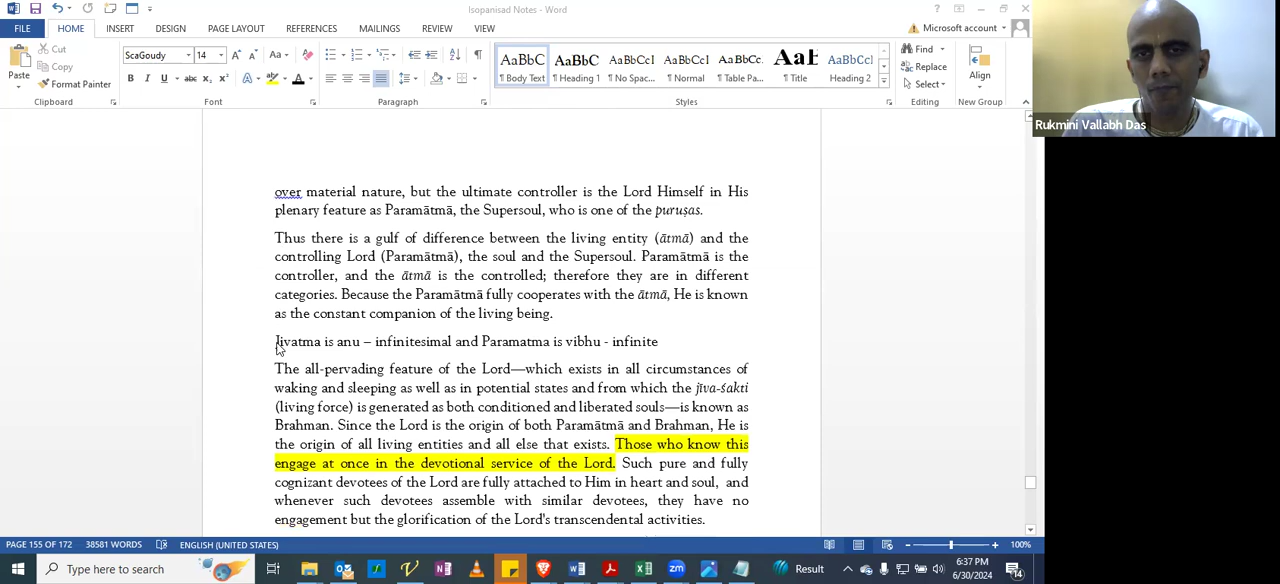 Isopanisad Notes - Word
FILE HOME INSERT DESIGN PAGE LAYOUT REFERENCES MAILINGS REVIEW VIEW Microsoft account
Cut
Copy
Paste
Format Painter
Clipboard
ScaGoudy 14
Font
Paragraph
AaBbC AaBbC AaBbCcI AaBbCcI AaBbCc. AaI AaBbCcI
¶ Body Text ¶ Heading 1 ¶ No Spac... ¶ Normal ¶ Table Pa... ¶ Title Heading 2
Styles
Find
Replace
Select
Editing
Align
New Group
Rukmini Vallabh Das
over material nature, but the ultimate controller is the Lord Himself in His
plenary feature as Paramātmā, the Supersoul, who is one of the puruṣas.
Thus there is a gulf of difference between the living entity (ātmā) and the
controlling Lord (Paramātmā), the soul and the Supersoul. Paramātmā is the
controller, and the ātmā is the controlled; therefore they are in different
categories. Because the Paramātmā fully cooperates with the ātmā, He is known
as the constant companion of the living being.
Jivatma is anu – infinitesimal and Paramatma is vibhu - infinite
The all-pervading feature of the Lord—which exists in all circumstances of
waking and sleeping as well as in potential states and from which the jīva-śakti
(living force) is generated as both conditioned and liberated souls—is known as
Brahman. Since the Lord is the origin of both Paramātmā and Brahman, He is
the origin of all living entities and all else that exists. Those who know this
engage at once in the devotional service of the Lord. Such pure and fully
cognizant devotees of the Lord are fully attached to Him in heart and soul, and
whenever such devotees assemble with similar devotees, they have no
engagement but the glorification of the Lord's transcendental activities.
PAGE 155 OF 172 38581 WORDS ENGLISH (UNITED STATES) 100%
Type here to search
Result
6:37 PM
6/30/2024
14